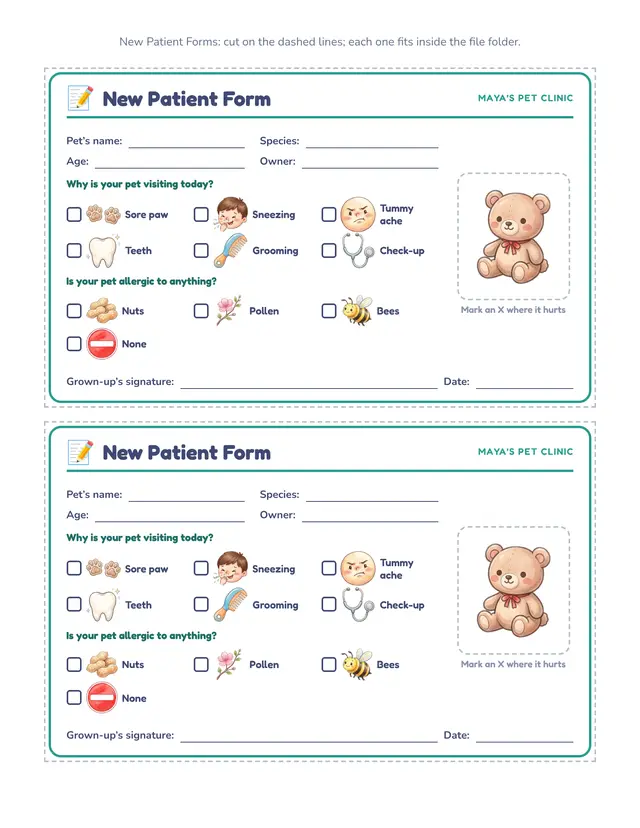 New Patient Forms: cut on the dashed lines; each one fits inside the file folder.
New Patient Form
MAYA'S PET CLINIC
Pet's name:
Species:
Age:
Owner:
Why is your pet visiting today?
Sore paw
Sneezing
Tummy
ache
Teeth
Grooming
Check-up
Is your pet allergic to anything?
Nuts
Pollen
Bees
Mark an X where it hurts
None
Grown-up's signature:
Date:
New Patient Form
MAYA'S PET CLINIC
Pet's name:
Species:
Age:
Owner:
Why is your pet visiting today?
Sore paw
Sneezing
Tummy
ache
Teeth
Grooming
Check-up
Is your pet allergic to anything?
Nuts
Pollen
Bees
Mark an X where it hurts
None
Grown-up's signature:
Date: